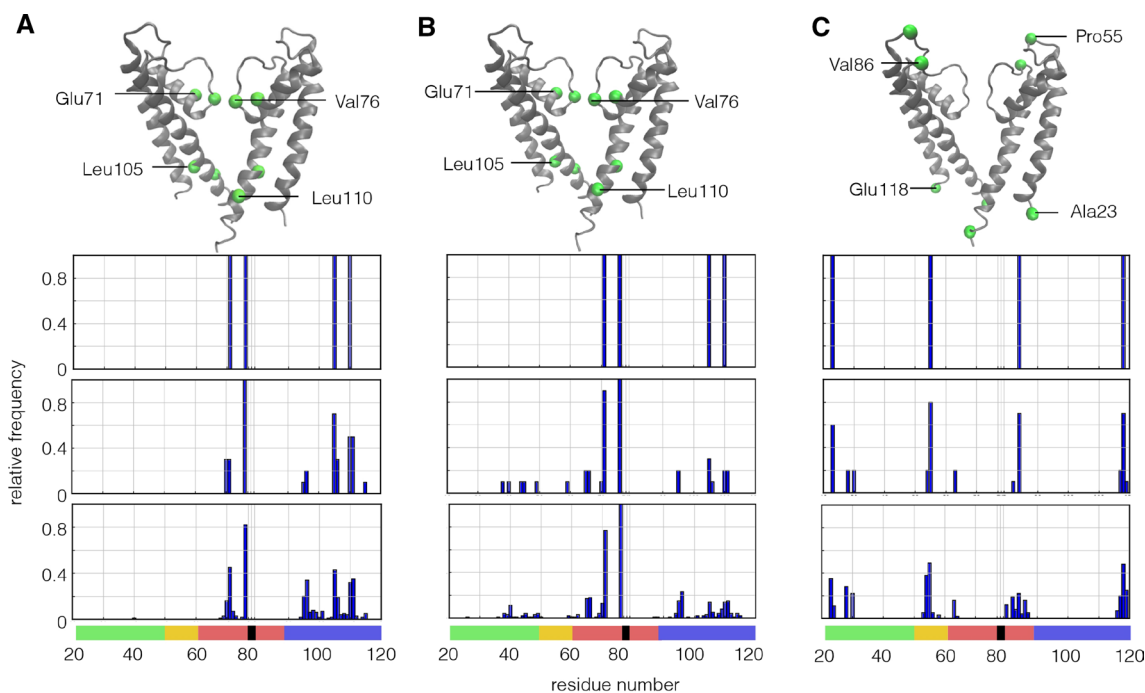 A
B
C
Glu71
Val76
Leu105
Leu110
Glu71
Val76
Leu105
Leu110
Pro55
Val86
Glu118
Ala23
relative frequency
0.8
0.4
0
0.8
0.4
0
0.8
0.4
0
20 40 60 80 100 120
20 40 60 80 100 120
20 40 60 80 100 120
residue number